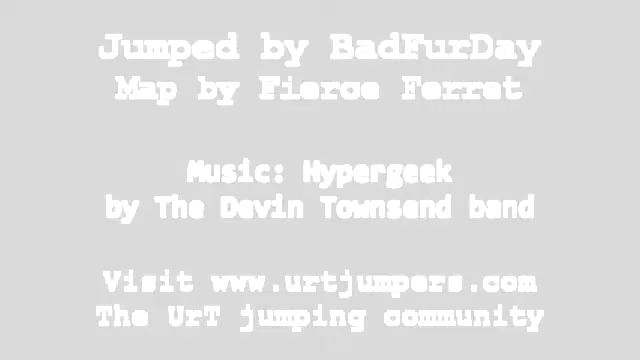 Jumped by BadFurDay
Map by Fierce Ferret
Music: Hypergeek
by The Devin Townsend band
Visit www.urtjumpers.com
The UrT jumping community